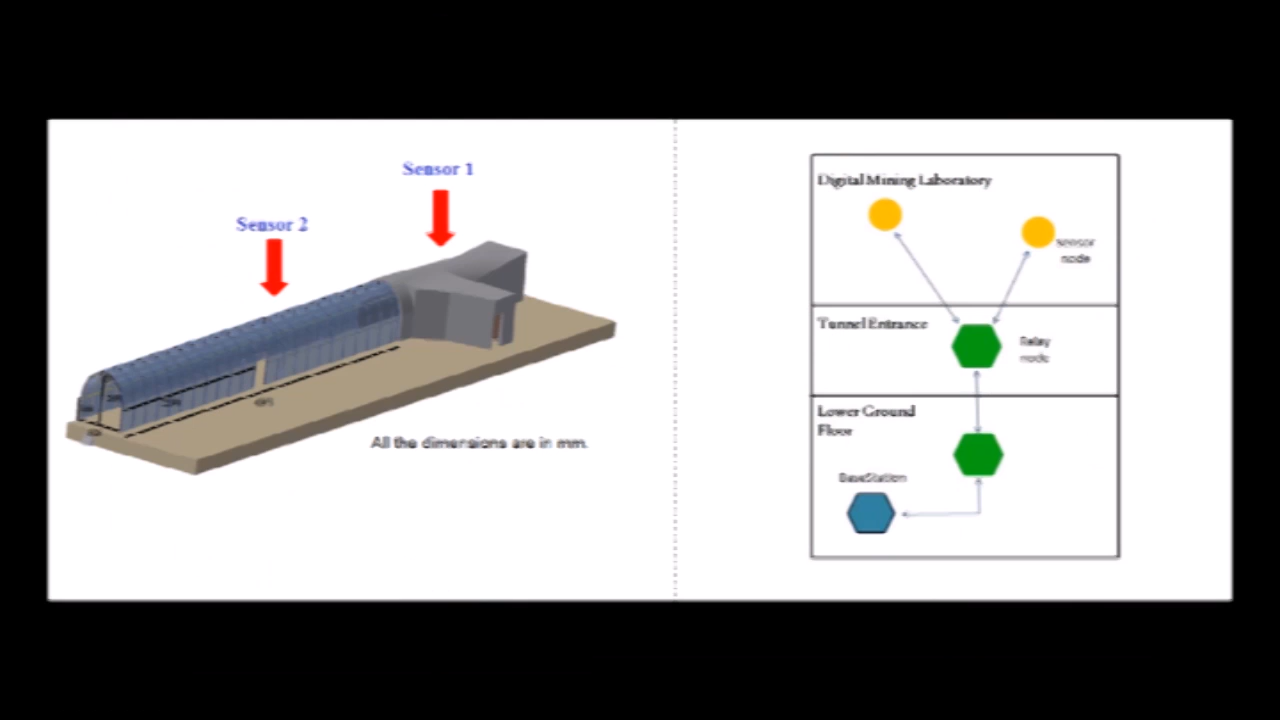 Sensor 1
Sensor 2
All the dimensions are in mm.
Digital Mining Laboratory
Sensor
node
Tunnel Entrance
Relay
node
Lower Ground
Floor
BaseStation